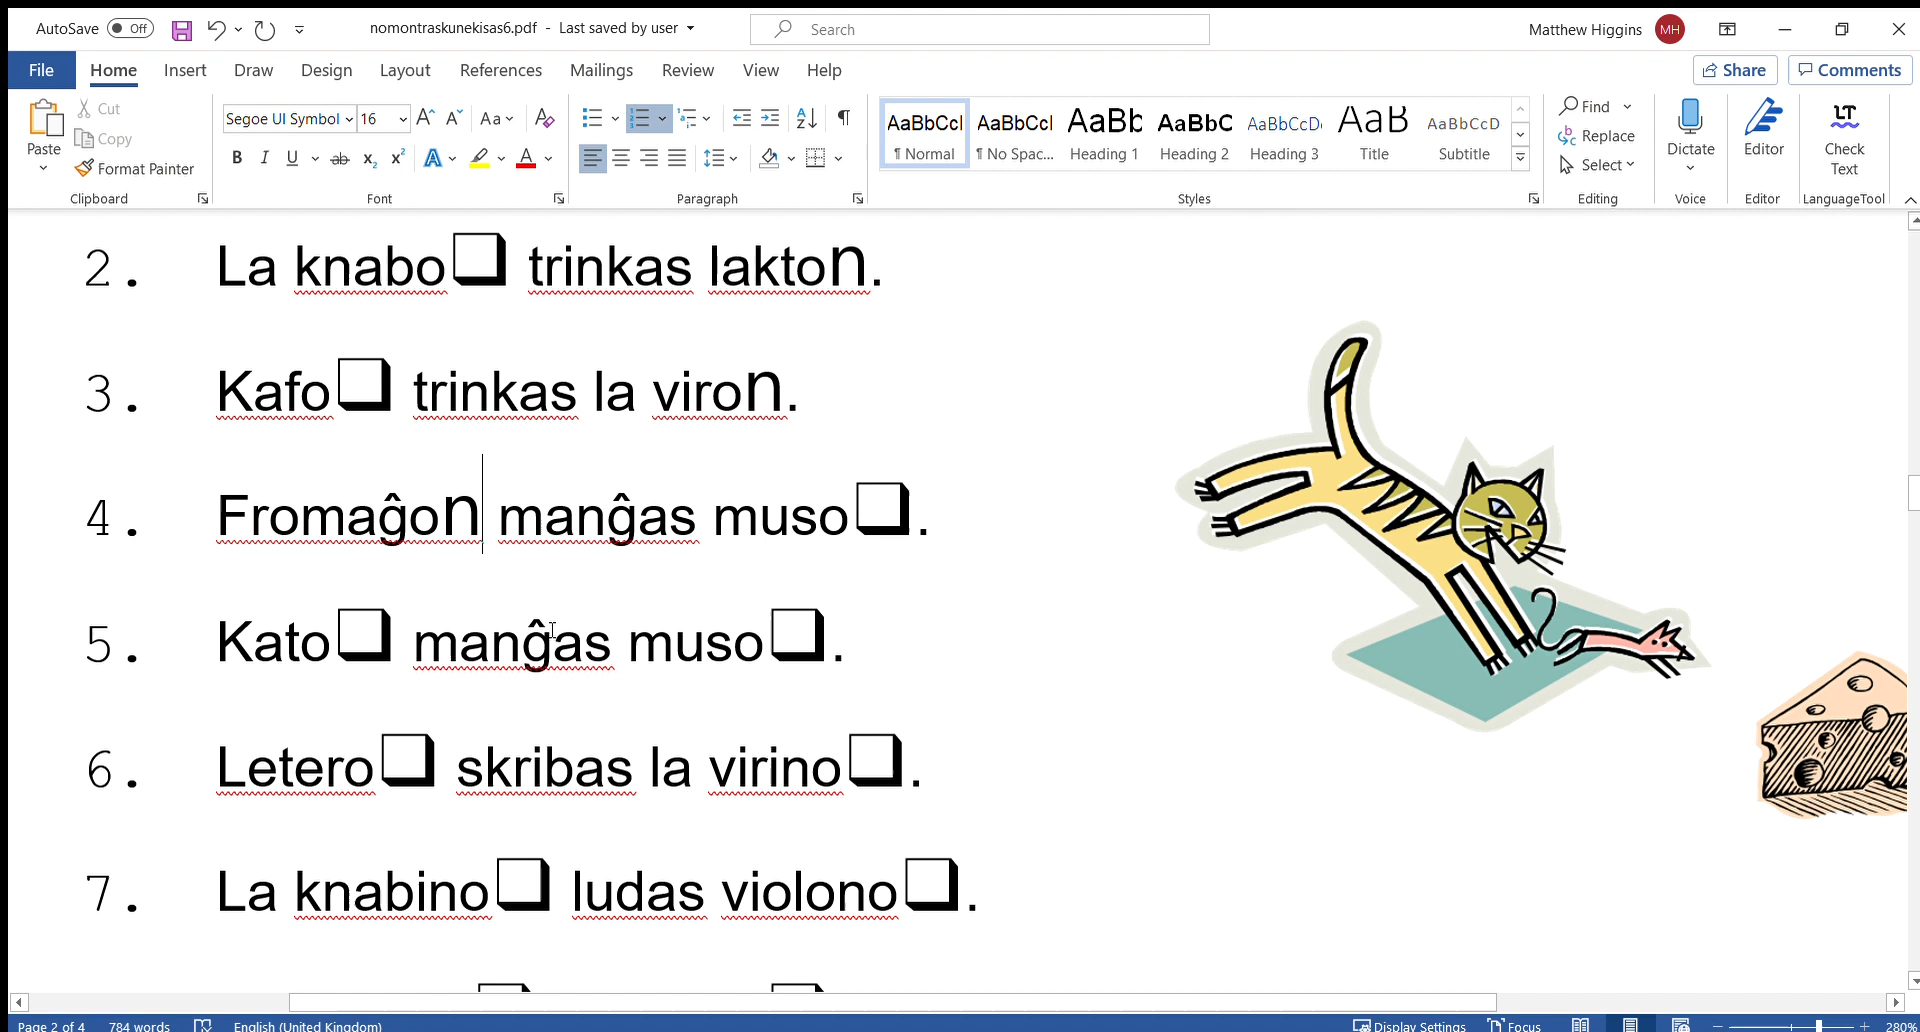 AutoSave Off nomontraskunekisas6.pdf - Last saved by user Search Matthew Higgins MH
File Home Insert Draw Design Layout References Mailings Review View Help Share Comments
Paste Cut Copy Format Painter
Segoe UI Symbol 16 A A Aa
B I U ab x₂ x² A A
AaBbCcI AaBbCcI AaBb AaBbC AaBbCcD AaB AaBbCcD
¶ Normal ¶ No Spac... Heading 1 Heading 2 Heading 3 Title Subtitle
Find Replace Select Dictate Editor Check Text
Clipboard Font Paragraph Styles Editing Voice Editor LanguageTool
2. La knabo❑ trinkas lakton.
3. Kafo❑ trinkas la viron.
4. Fromaĝon manĝas muso❑.
5. Kato❑ manĝas muso❑.
6. Letero❑ skribas la virino❑.
7. La knabino❑ ludas violono❑.
Page 2 of 4 784 words English (United Kingdom) Display Settings Focus 280%